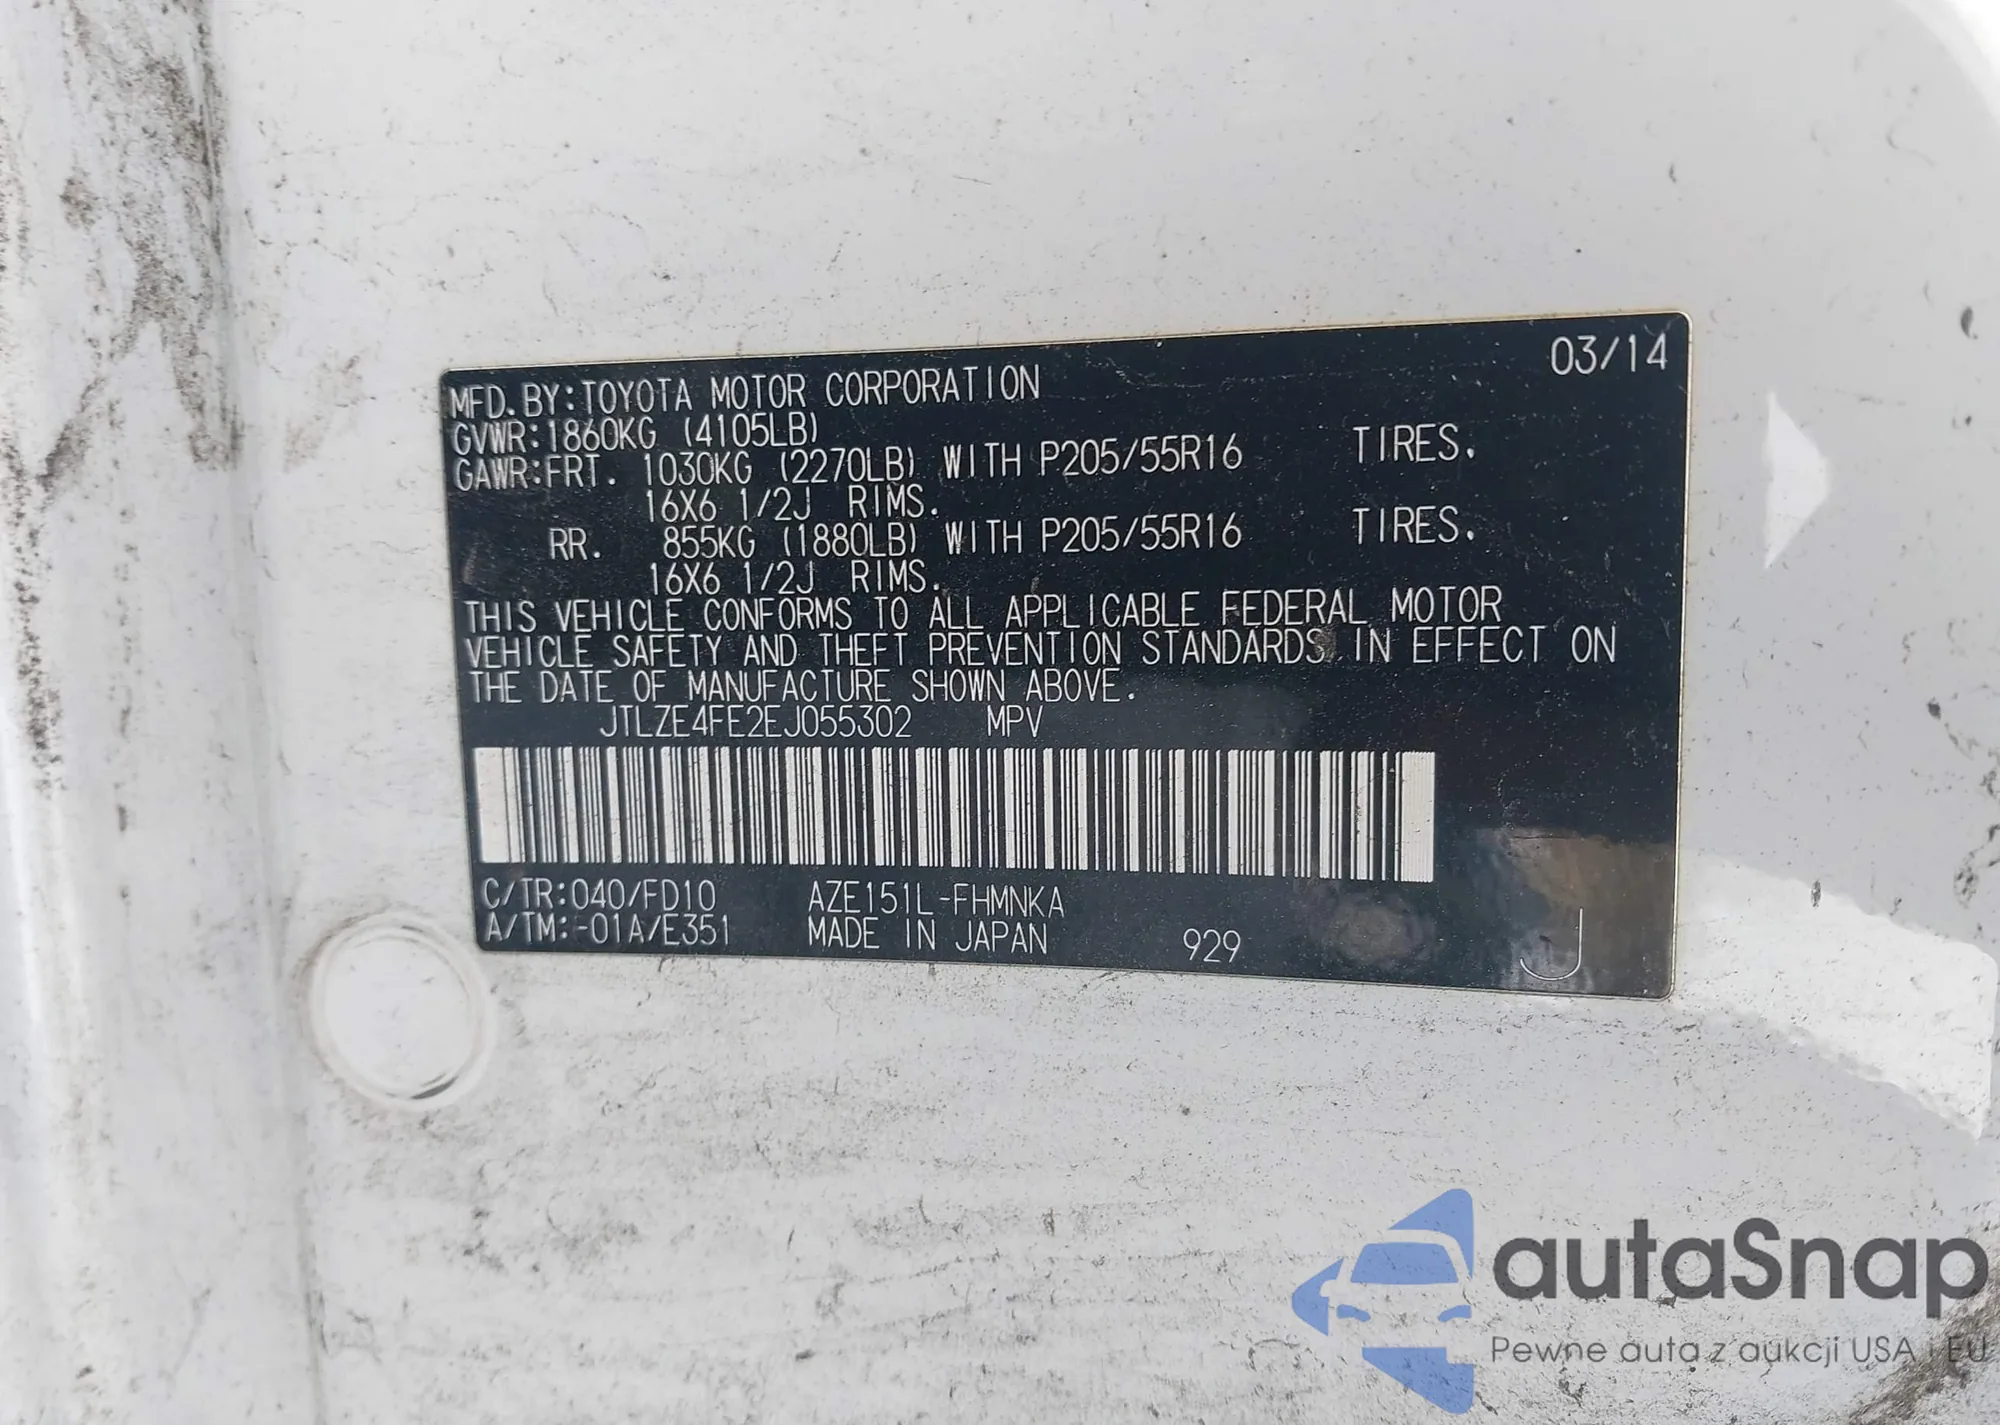 03/14
MFD. BY: TOYOTA MOTOR CORPORATION
GVWR: 1860KG (4105LB)
GAWR: FRT. 1030KG (2270LB) WITH P205/55R16 TIRES.
16X6 1/2J RIMS.
RR. 855KG (1880LB) WITH P205/55R16 TIRES.
16X6 1/2J RIMS.
THIS VEHICLE CONFORMS TO ALL APPLICABLE FEDERAL MOTOR
VEHICLE SAFETY AND THEFT PREVENTION STANDARDS IN EFFECT ON
THE DATE OF MANUFACTURE SHOWN ABOVE.
JTLZE4FE2EJ055302 MPV
C/TR: 040/FD10 AZE151L-FHMNKA
A/TM: -01A/E351 MADE IN JAPAN 929 J
autaSnap
Pewne auta z aukcji USA i EU